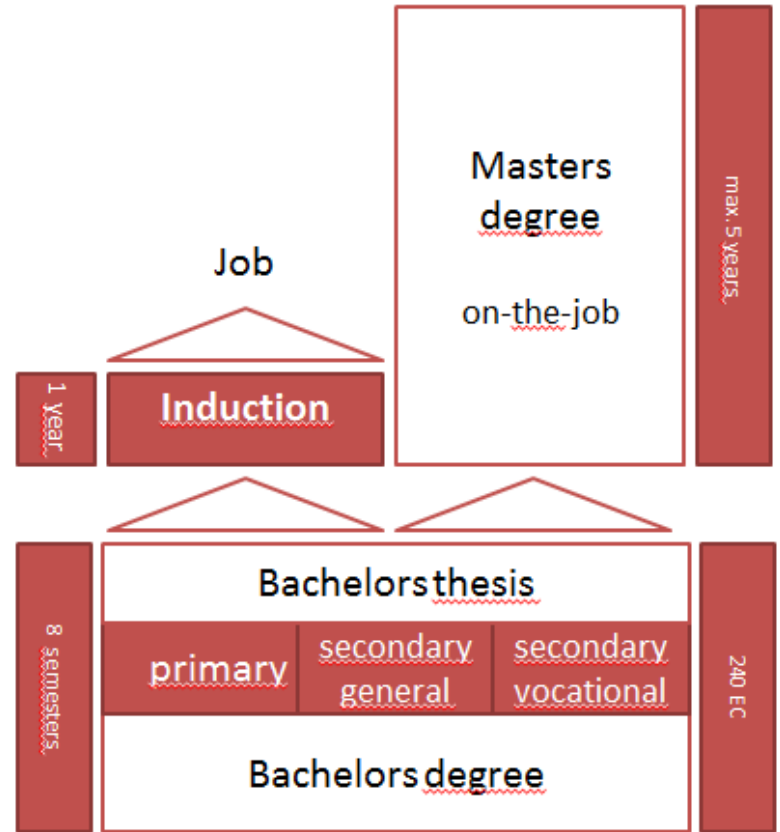 Masters
degree
on-the-job
max. 5 years
Job
1 year
Induction
Bachelors thesis
8 semesters
primary
secondary
general
secondary
vocational
240 EC
Bachelors degree